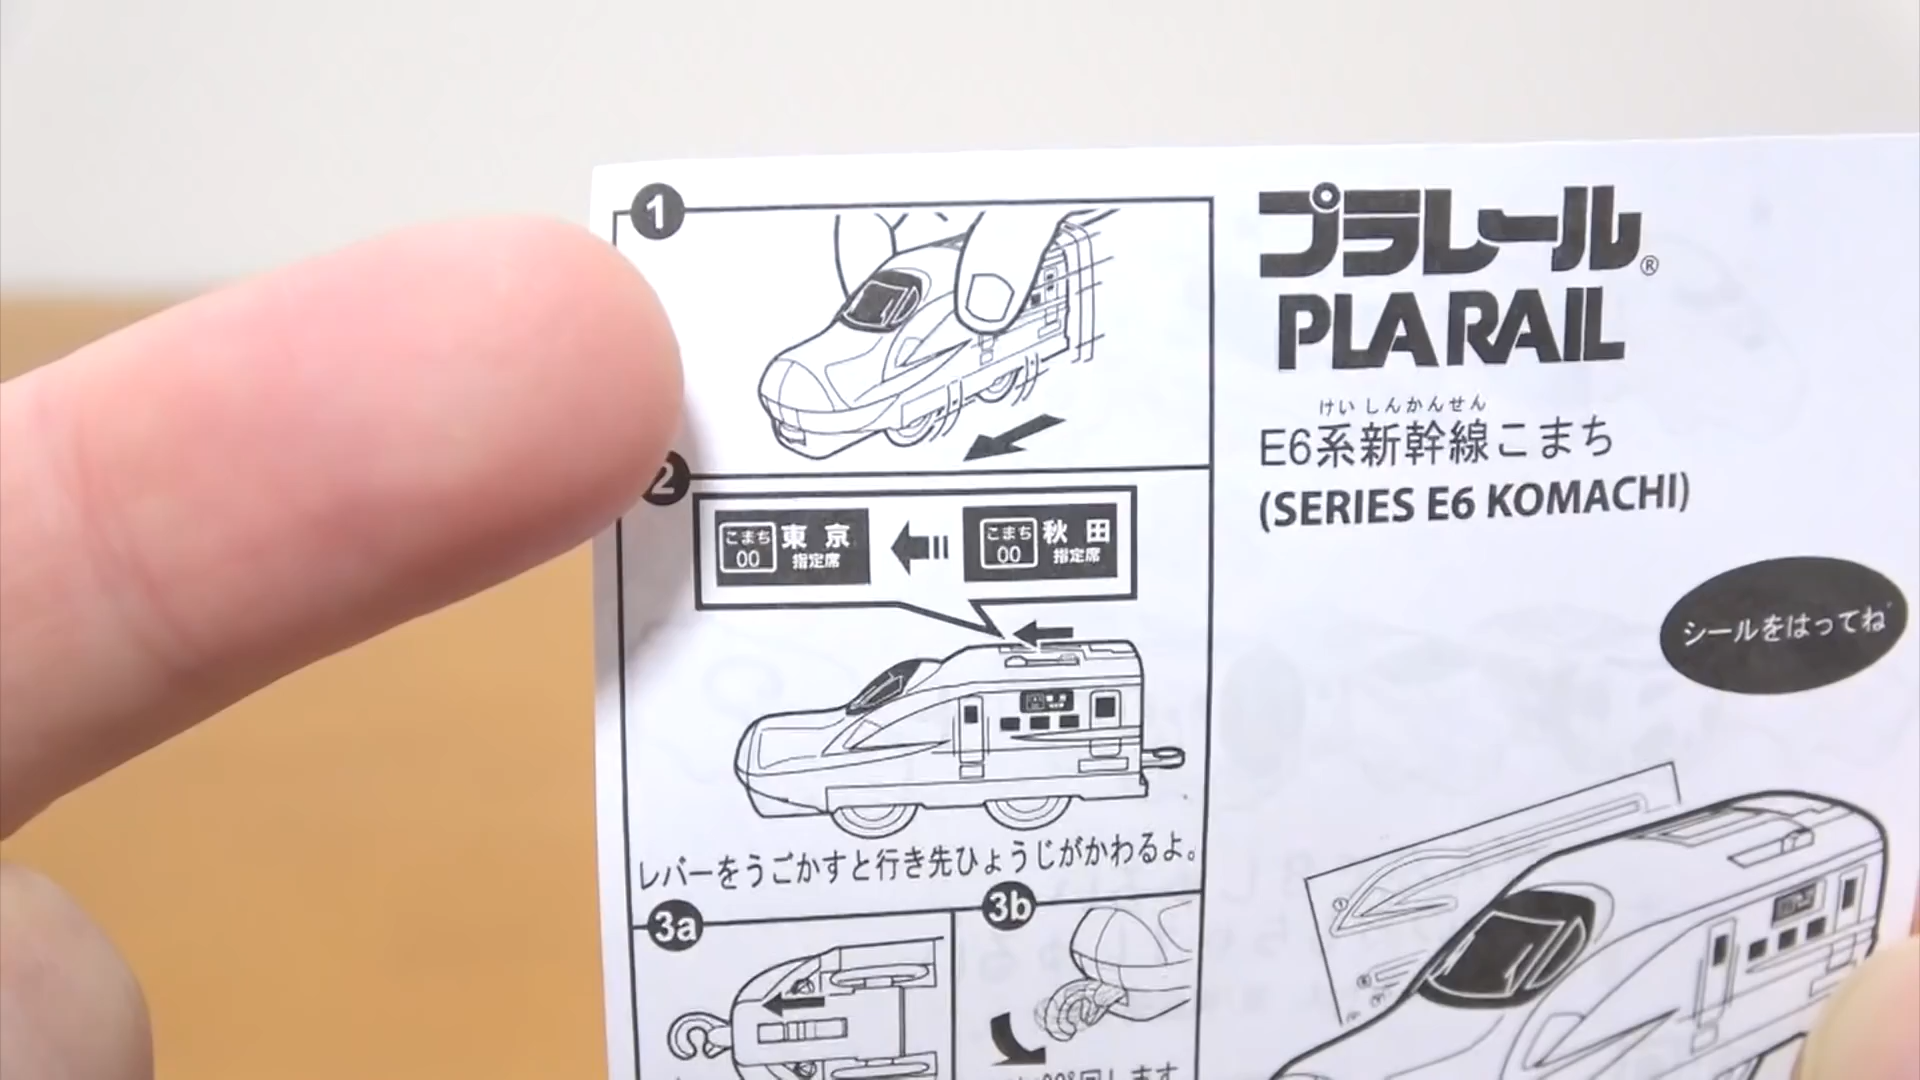 1
2
こまち 00 東京 指定席
こまち 00 秋田 指定席
レバーをうごかすと行き先ひょうじがかわるよ。
3a
3b
回します
プラレール®
PLARAIL
けいしんかんせん
E6系新幹線こまち
(SERIES E6 KOMACHI)
シールをはってね